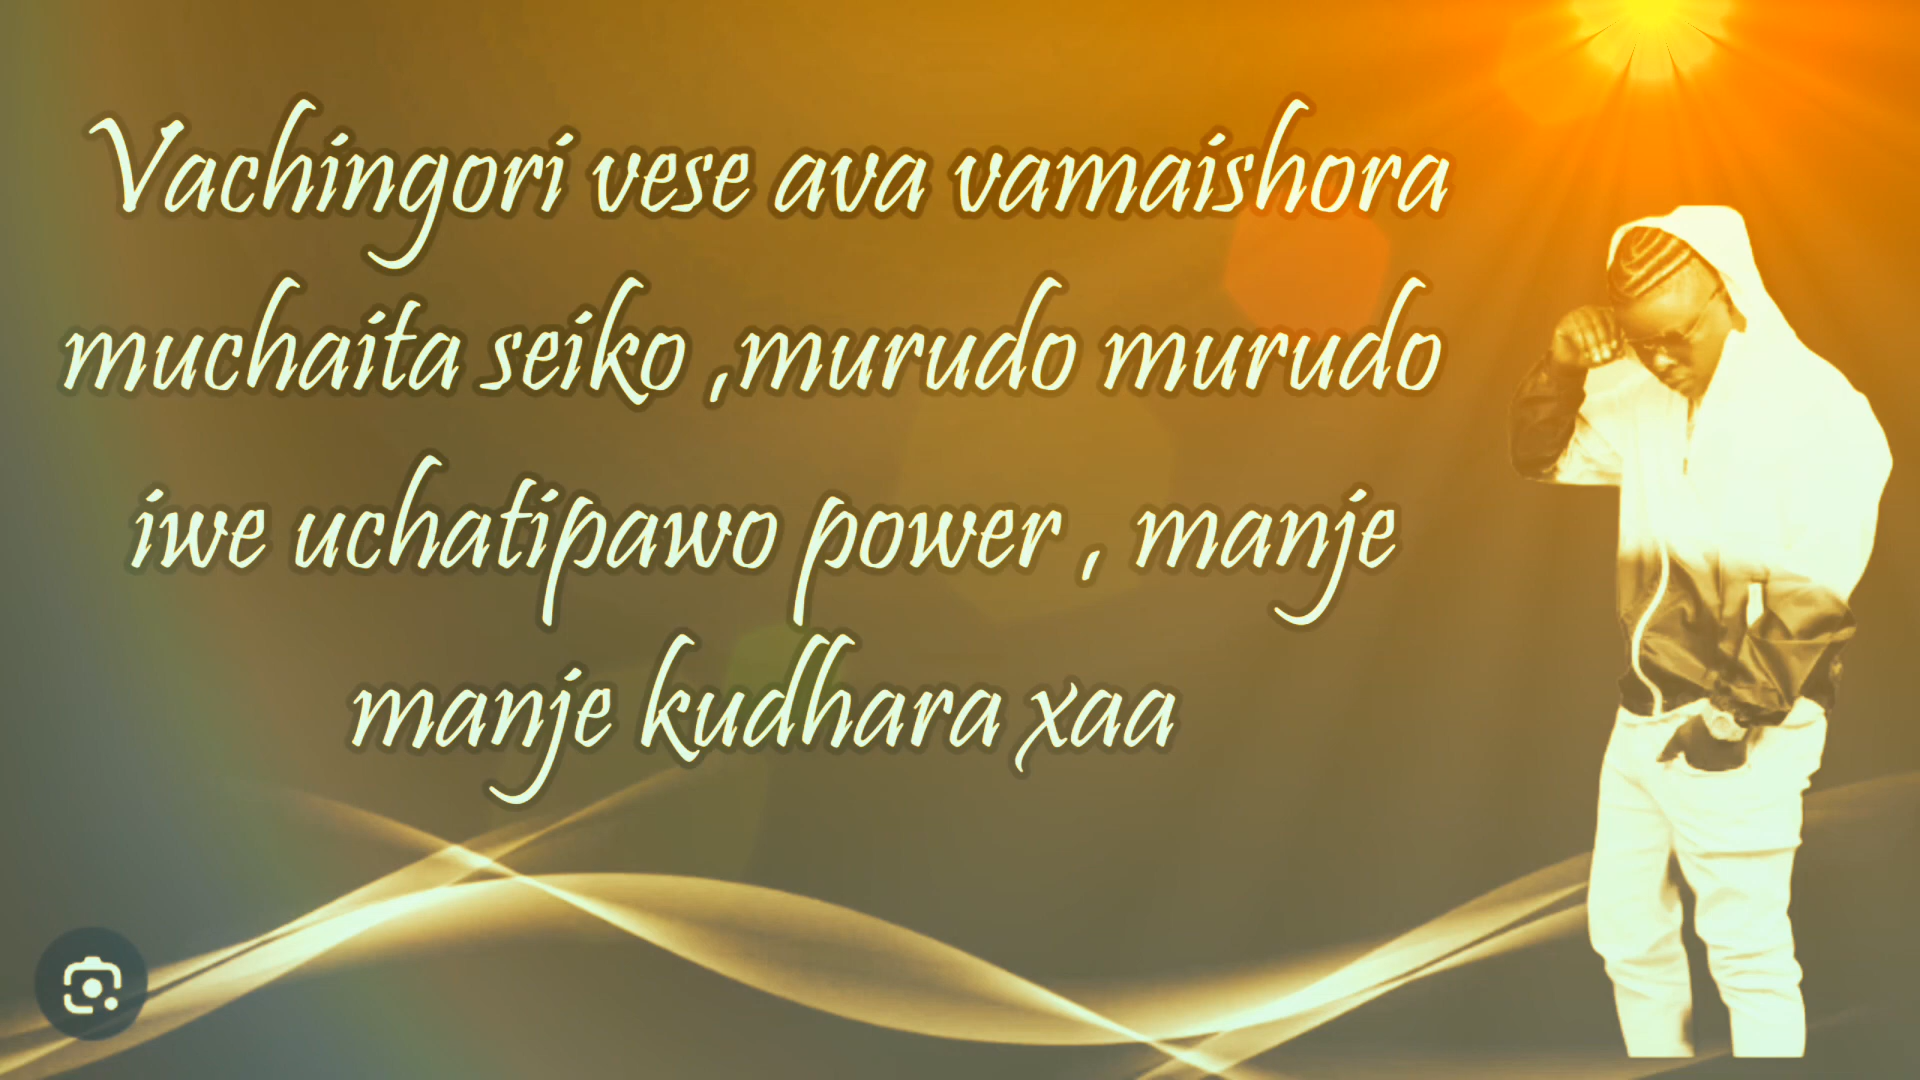 Vachingori vese ava vamaishora
muchaita seiko ,murudo murudo
iwe uchatipawo power , manje
manje kudhara xaa